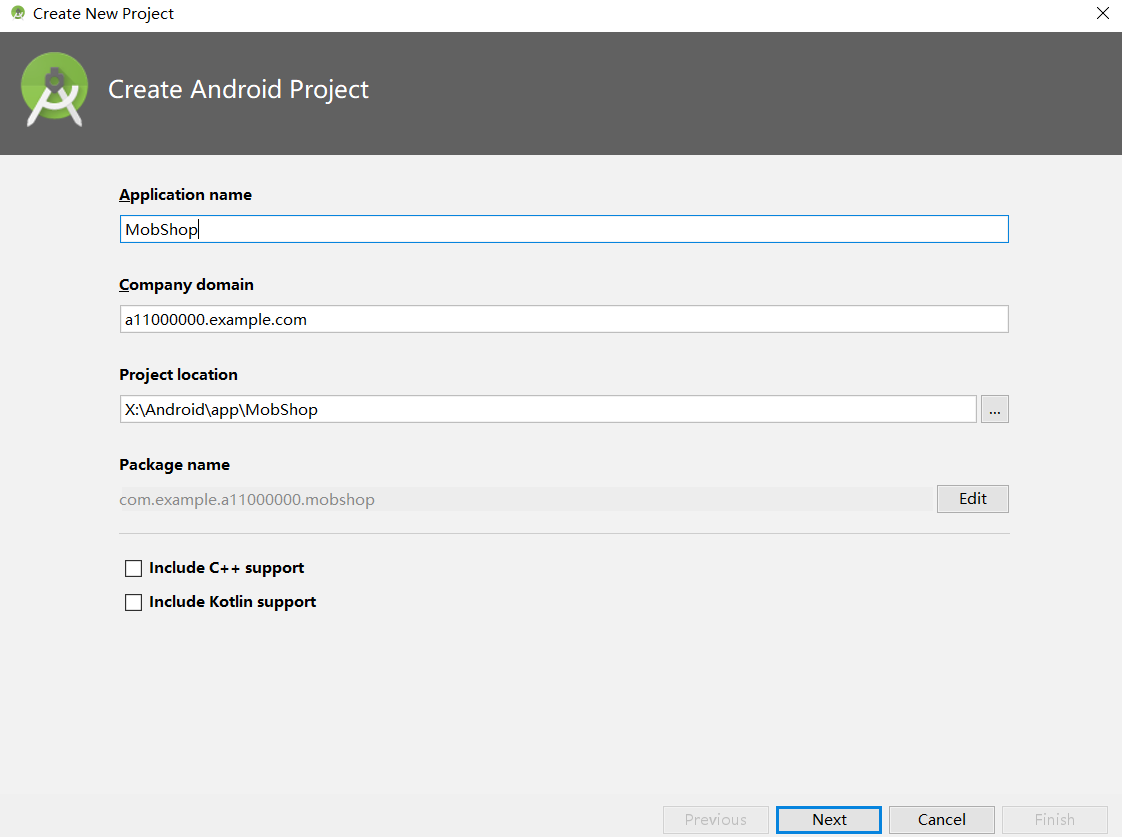 Create New Project
Create Android Project
Application name
MobShop
Company domain
a11000000.example.com
Project location
X:\Android\app\MobShop
...
Package name
com.example.a11000000.mobshop
Edit
Include C++ support
Include Kotlin support
Previous
Next
Cancel
Finish